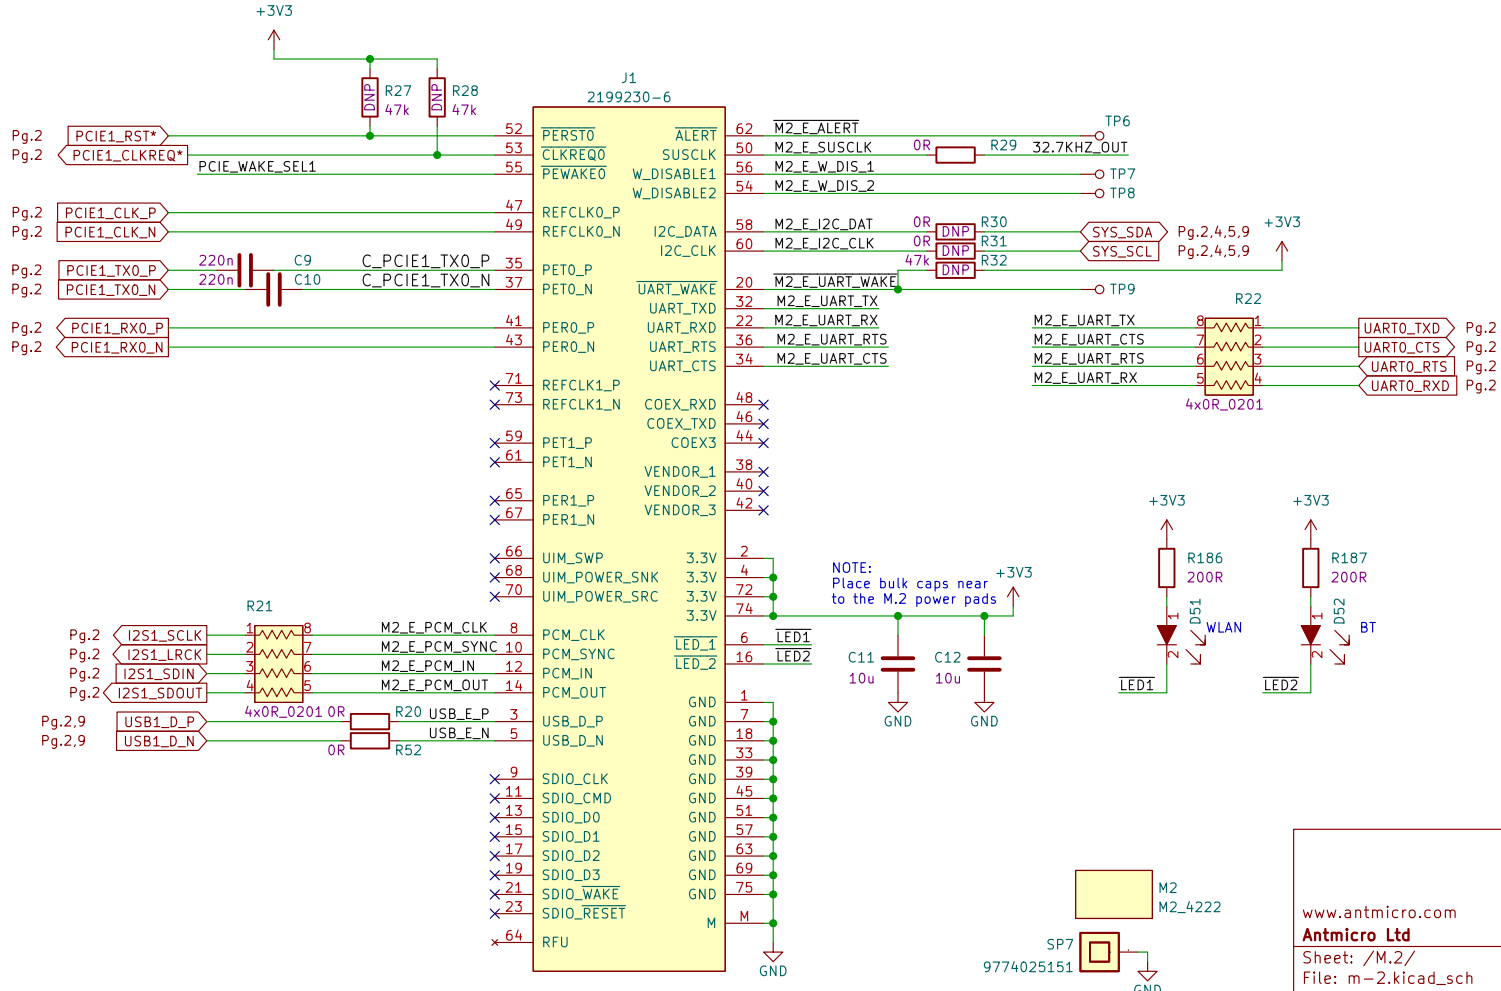 +3V3
R27
47k
DNP
R28
47k
DNP
Pg.2 PCIE1_RST*
Pg.2 PCIE1_CLKREQ*
PCIE_WAKE_SEL1
Pg.2 PCIE1_CLK_P
Pg.2 PCIE1_CLK_N
Pg.2 PCIE1_TX0_P 220n C9 C_PCIE1_TX0_P
Pg.2 PCIE1_TX0_N 220n C10 C_PCIE1_TX0_N
Pg.2 PCIE1_RX0_P
Pg.2 PCIE1_RX0_N
R21
Pg.2 I2S1_SCLK 1 8 M2_E_PCM_CLK
Pg.2 I2S1_LRCK 2 7 M2_E_PCM_SYNC
Pg.2 I2S1_SDIN 3 6 M2_E_PCM_IN
Pg.2 I2S1_SDOUT 4 5 M2_E_PCM_OUT
4x0R_0201
Pg.2,9 USB1_D_P 0R R20 USB_E_P
Pg.2,9 USB1_D_N 0R R52 USB_E_N
J1
2199230-6
52 PERST0
53 CLKREQ0
55 PEWAKE0
47 REFCLK0_P
49 REFCLK0_N
35 PET0_P
37 PET0_N
41 PER0_P
43 PER0_N
71 REFCLK1_P
73 REFCLK1_N
59 PET1_P
61 PET1_N
65 PER1_P
67 PER1_N
66 UIM_SWP
68 UIM_POWER_SNK
70 UIM_POWER_SRC
8 PCM_CLK
10 PCM_SYNC
12 PCM_IN
14 PCM_OUT
3 USB_D_P
5 USB_D_N
9 SDIO_CLK
11 SDIO_CMD
13 SDIO_D0
15 SDIO_D1
17 SDIO_D2
19 SDIO_D3
21 SDIO_WAKE
23 SDIO_RESET
64 RFU
ALERT 62 M2_E_ALERT TP6
SUSCLK 50 M2_E_SUSCLK 0R R29 32.7KHZ_OUT
W_DISABLE1 56 M2_E_W_DIS_1 TP7
W_DISABLE2 54 M2_E_W_DIS_2 TP8
I2C_DATA 58 M2_E_I2C_DAT 0R DNP R30 SYS_SDA Pg.2,4,5,9
I2C_CLK 60 M2_E_I2C_CLK 0R DNP R31 SYS_SCL Pg.2,4,5,9
47k DNP R32 +3V3
UART_WAKE 20 M2_E_UART_WAKE TP9
UART_TXD 32 M2_E_UART_TX
UART_RXD 22 M2_E_UART_RX
UART_RTS 36 M2_E_UART_RTS
UART_CTS 34 M2_E_UART_CTS
COEX_RXD 48
COEX_TXD 46
COEX3 44
VENDOR_1 38
VENDOR_2 40
VENDOR_3 42
3.3V 2
3.3V 4
3.3V 72
3.3V 74
LED_1 6 LED1
LED_2 16 LED2
GND 1
GND 7
GND 18
GND 33
GND 39
GND 45
GND 51
GND 57
GND 63
GND 69
GND 75
M M
GND
R22
M2_E_UART_TX 8 1 UART0_TXD Pg.2
M2_E_UART_CTS 7 2 UART0_CTS Pg.2
M2_E_UART_RTS 6 3 UART0_RTS Pg.2
M2_E_UART_RX 5 4 UART0_RXD Pg.2
4x0R_0201
NOTE:
Place bulk caps near
to the M.2 power pads
+3V3
C11
10u
GND
C12
10u
GND
+3V3
R186
200R
1
2
D51
WLAN
LED1
+3V3
R187
200R
1
2
D52
BT
LED2
M2
M2_4222
SP7
9774025151
GND
www.antmicro.com
Antmicro Ltd
Sheet: /M.2/
File: m-2.kicad_sch